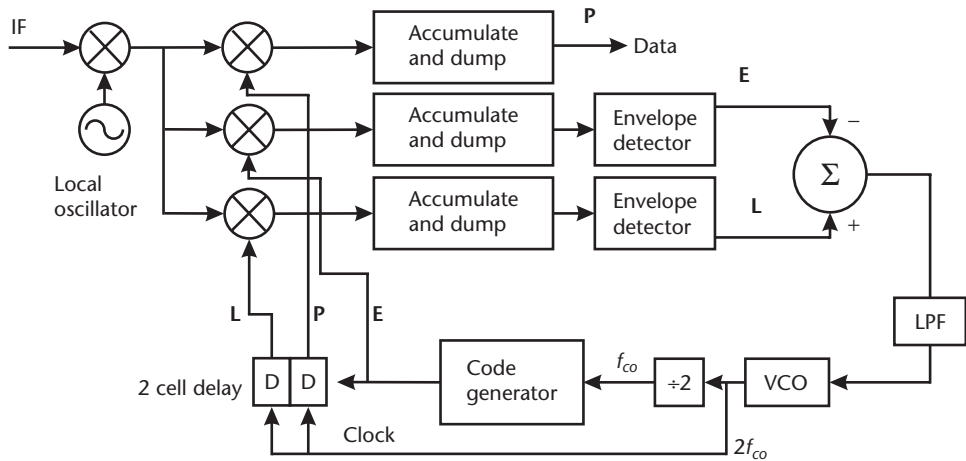 IF
Accumulate
and dump
P
Data
E
Accumulate
and dump
Envelope
detector
−
Σ
Local
oscillator
Accumulate
and dump
Envelope
detector
L
+
L
P
E
LPF
2 cell delay
D
D
Code
generator
f_co
÷2
VCO
Clock
2f_co